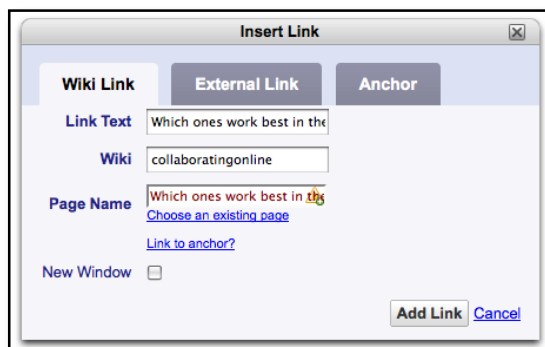 Insert Link
Wiki Link External Link Anchor
Link Text Which ones work best in the
Wiki collaboratingonline
Page Name Which ones work best in the
Choose an existing page
Link to anchor?
New Window
Add Link Cancel